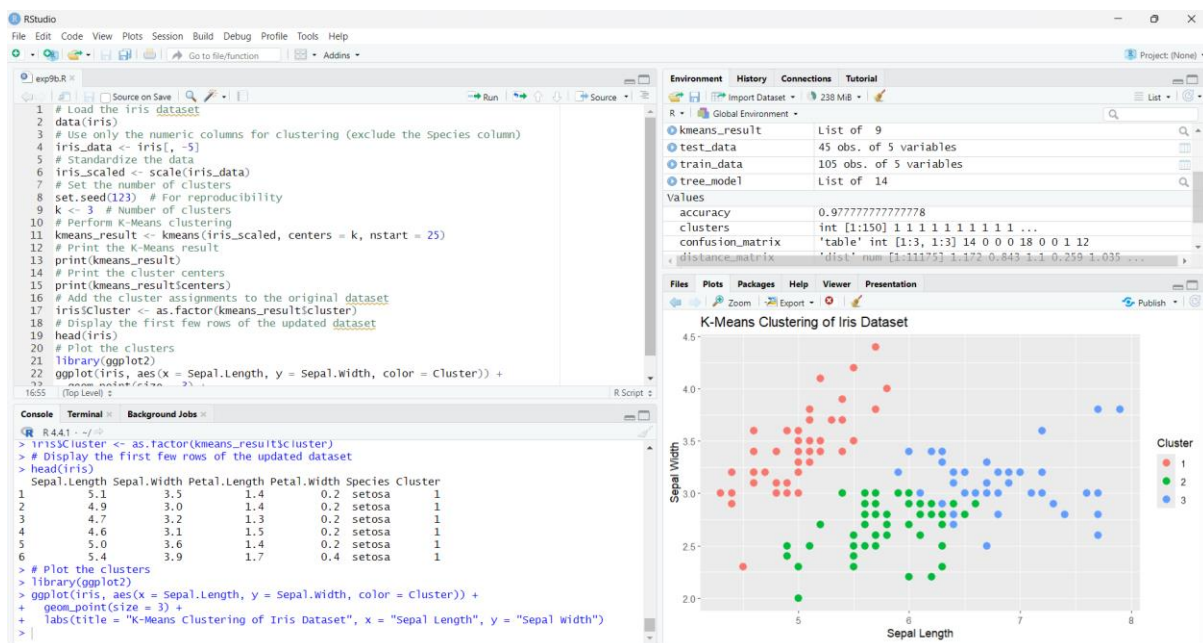 RStudio
File Edit Code View Plots Session Build Debug Profile Tools Help
Go to file/function Addins Project: (None)
exp9b.R
Source on Save Run Source
1 # Load the iris dataset
2 data(iris)
3 # Use only the numeric columns for clustering (exclude the Species column)
4 iris_data <- iris[, -5]
5 # Standardize the data
6 iris_scaled <- scale(iris_data)
7 # Set the number of clusters
8 set.seed(123) # For reproducibility
9 k <- 3 # Number of clusters
10 # Perform K-Means clustering
11 kmeans_result <- kmeans(iris_scaled, centers = k, nstart = 25)
12 # Print the K-Means result
13 print(kmeans_result)
14 # Print the cluster centers
15 print(kmeans_result$centers)
16 # Add the cluster assignments to the original dataset
17 iris$Cluster <- as.factor(kmeans_result$cluster)
18 # Display the first few rows of the updated dataset
19 head(iris)
20 # Plot the clusters
21 library(ggplot2)
22 ggplot(iris, aes(x = Sepal.Length, y = Sepal.Width, color = Cluster)) +
23 geom_point(size = 3) +
16:55 (Top Level) R Script
Console Terminal Background Jobs
R 4.4.1 · ~/
> iris$Cluster <- as.factor(kmeans_result$cluster)
> # Display the first few rows of the updated dataset
> head(iris)
Sepal.Length Sepal.Width Petal.Length Petal.Width Species Cluster
1 5.1 3.5 1.4 0.2 setosa 1
2 4.9 3.0 1.4 0.2 setosa 1
3 4.7 3.2 1.3 0.2 setosa 1
4 4.6 3.1 1.5 0.2 setosa 1
5 5.0 3.6 1.4 0.2 setosa 1
6 5.4 3.9 1.7 0.4 setosa 1
> # Plot the clusters
> library(ggplot2)
> ggplot(iris, aes(x = Sepal.Length, y = Sepal.Width, color = Cluster)) +
+ geom_point(size = 3) +
+ labs(title = "K-Means Clustering of Iris Dataset", x = "Sepal Length", y = "Sepal Width")
>
Environment History Connections Tutorial
Import Dataset 238 MiB List
R Global Environment
kmeans_result List of 9
test_data 45 obs. of 5 variables
train_data 105 obs. of 5 variables
tree_model List of 14
Values
accuracy 0.977777777777778
clusters int [1:150] 1 1 1 1 1 1 1 1 1 1 ...
confusion_matrix 'table' int [1:3, 1:3] 14 0 0 0 18 0 0 1 12
distance_matrix 'dist' num [1:11175] 1.172 0.843 1.1 0.259 1.035 ...
Files Plots Packages Help Viewer Presentation
Zoom Export Publish
K-Means Clustering of Iris Dataset
4.5
4.0
3.5
3.0
2.5
2.0
Sepal Width
5 6 7 8
Sepal Length
Cluster
1
2
3